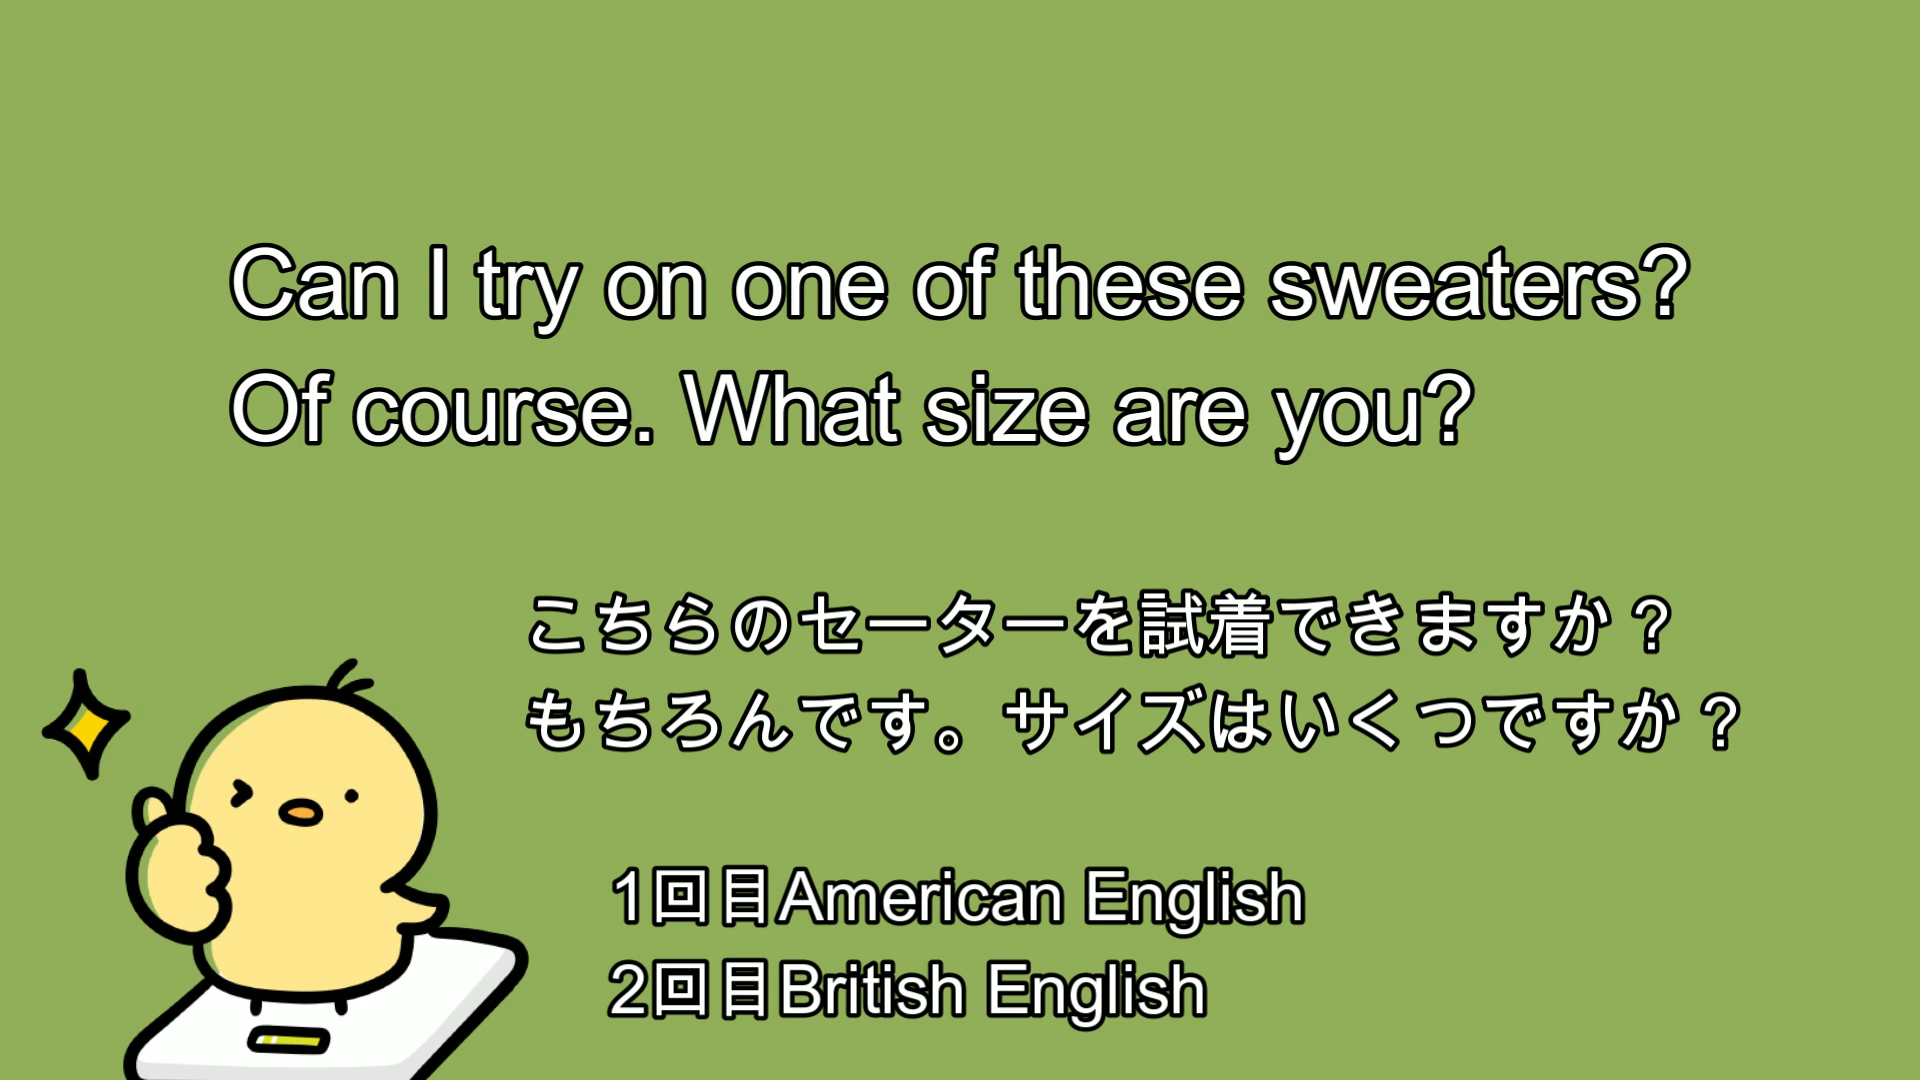 Can I try on one of these sweaters?
Of course. What size are you?
こちらのセーターを試着できますか？
もちろんです。サイズはいくつですか？
1回目American English
2回目British English